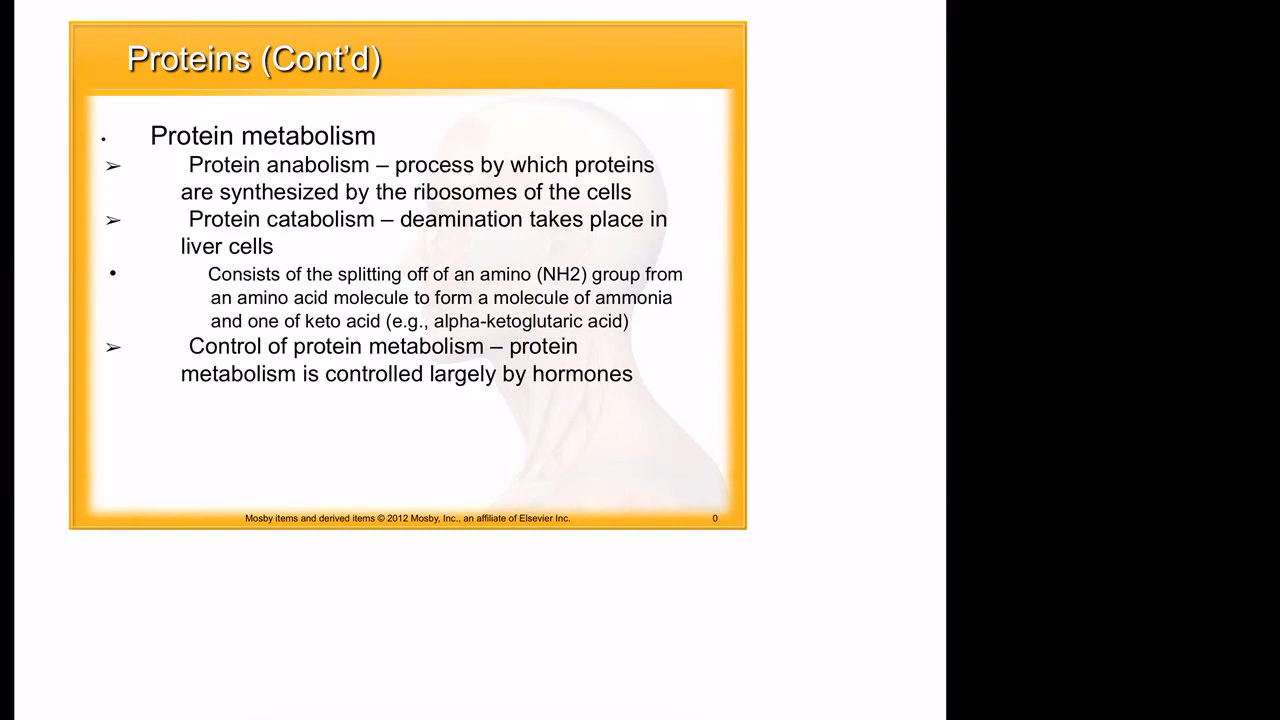 Proteins (Cont’d)
• Protein metabolism
➢ Protein anabolism – process by which proteins
are synthesized by the ribosomes of the cells
➢ Protein catabolism – deamination takes place in
liver cells
• Consists of the splitting off of an amino (NH2) group from
an amino acid molecule to form a molecule of ammonia
and one of keto acid (e.g., alpha-ketoglutaric acid)
➢ Control of protein metabolism – protein
metabolism is controlled largely by hormones
Mosby items and derived items © 2012 Mosby, Inc., an affiliate of Elsevier Inc. 0